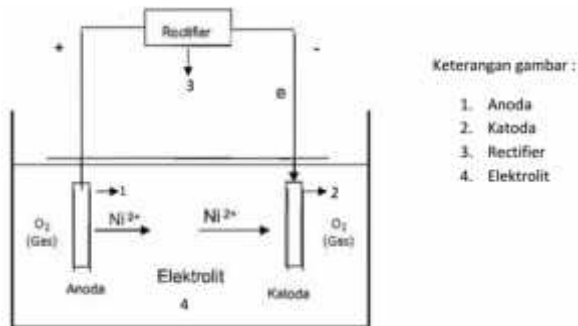 Rectifier
+
-
3
e
Keterangan gambar :
1. Anoda
2. Katoda
3. Rectifier
4. Elektrolit
1
2
Ni 2+
Ni 2+
O2
(Gas)
O2
(Gas)
Elektrolit
4
Anoda
Katoda